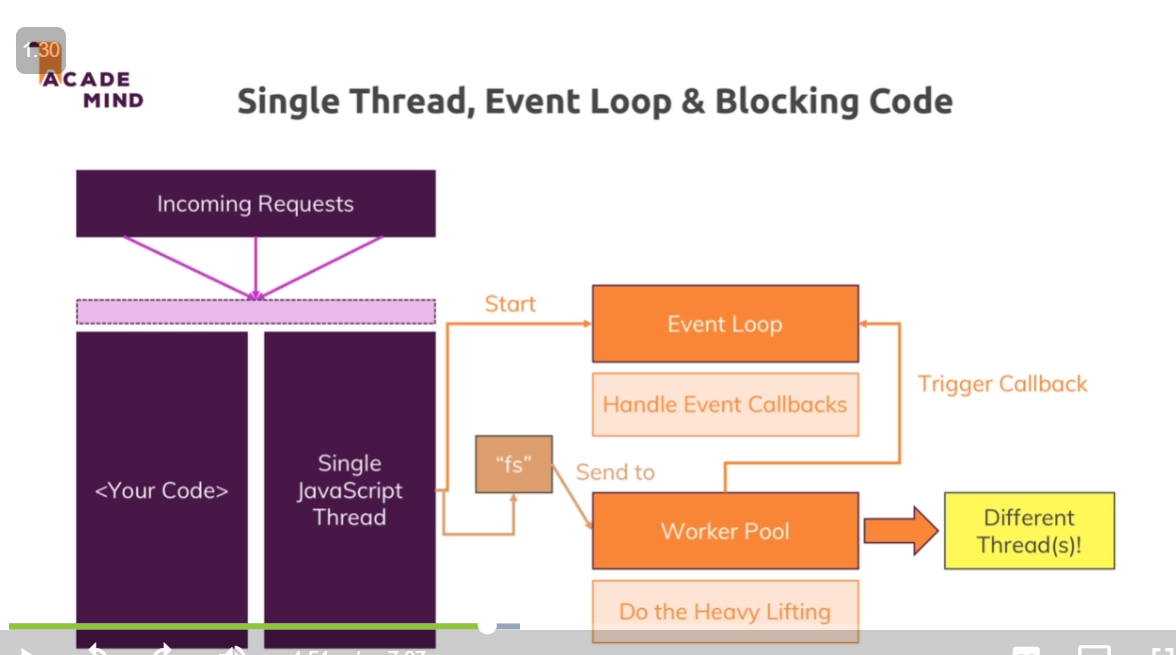 1:30
ACADE
MIND
Single Thread, Event Loop & Blocking Code
Incoming Requests
Start
Event Loop
Trigger Callback
Handle Event Callbacks
"fs"
Send to
<Your Code>
Single
JavaScript
Thread
Worker Pool
Different
Thread(s)!
Do the Heavy Lifting